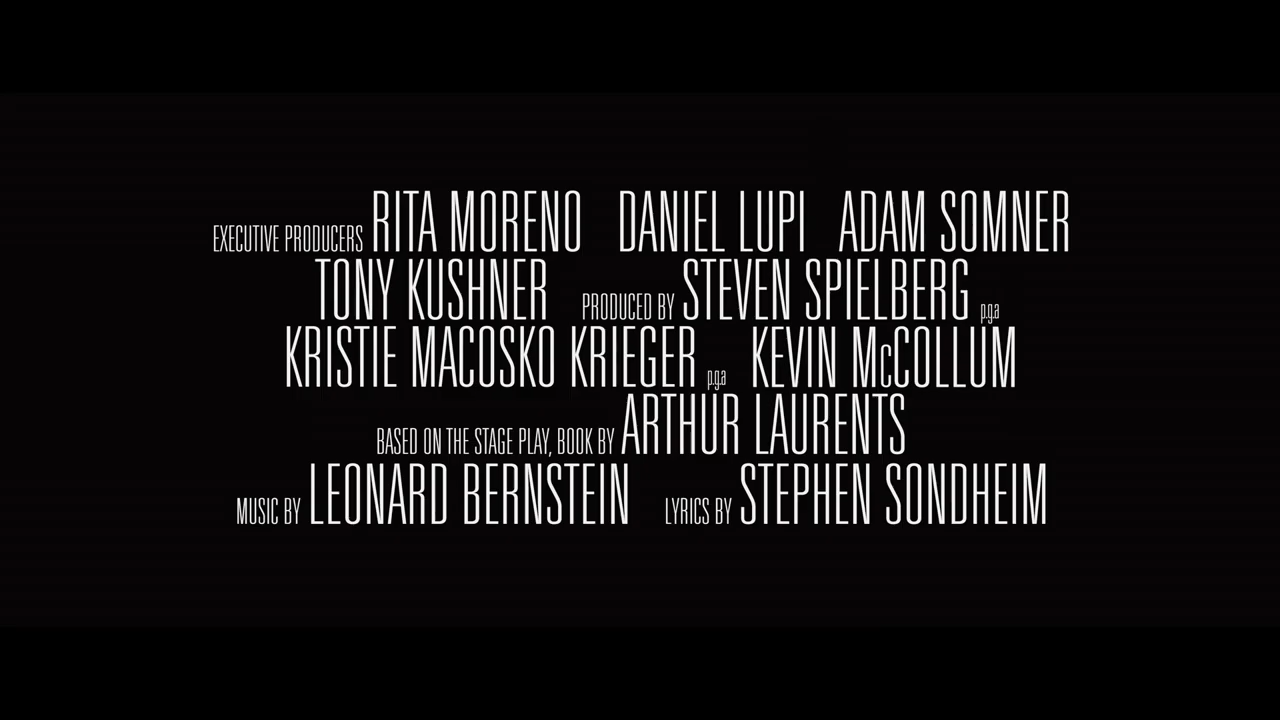 EXECUTIVE PRODUCERS RITA MORENO DANIEL LUPI ADAM SOMNER
TONY KUSHNER PRODUCED BY STEVEN SPIELBERG p.g.a
KRISTIE MACOSKO KRIEGER p.g.a KEVIN McCOLLUM
BASED ON THE STAGE PLAY, BOOK BY ARTHUR LAURENTS
MUSIC BY LEONARD BERNSTEIN LYRICS BY STEPHEN SONDHEIM